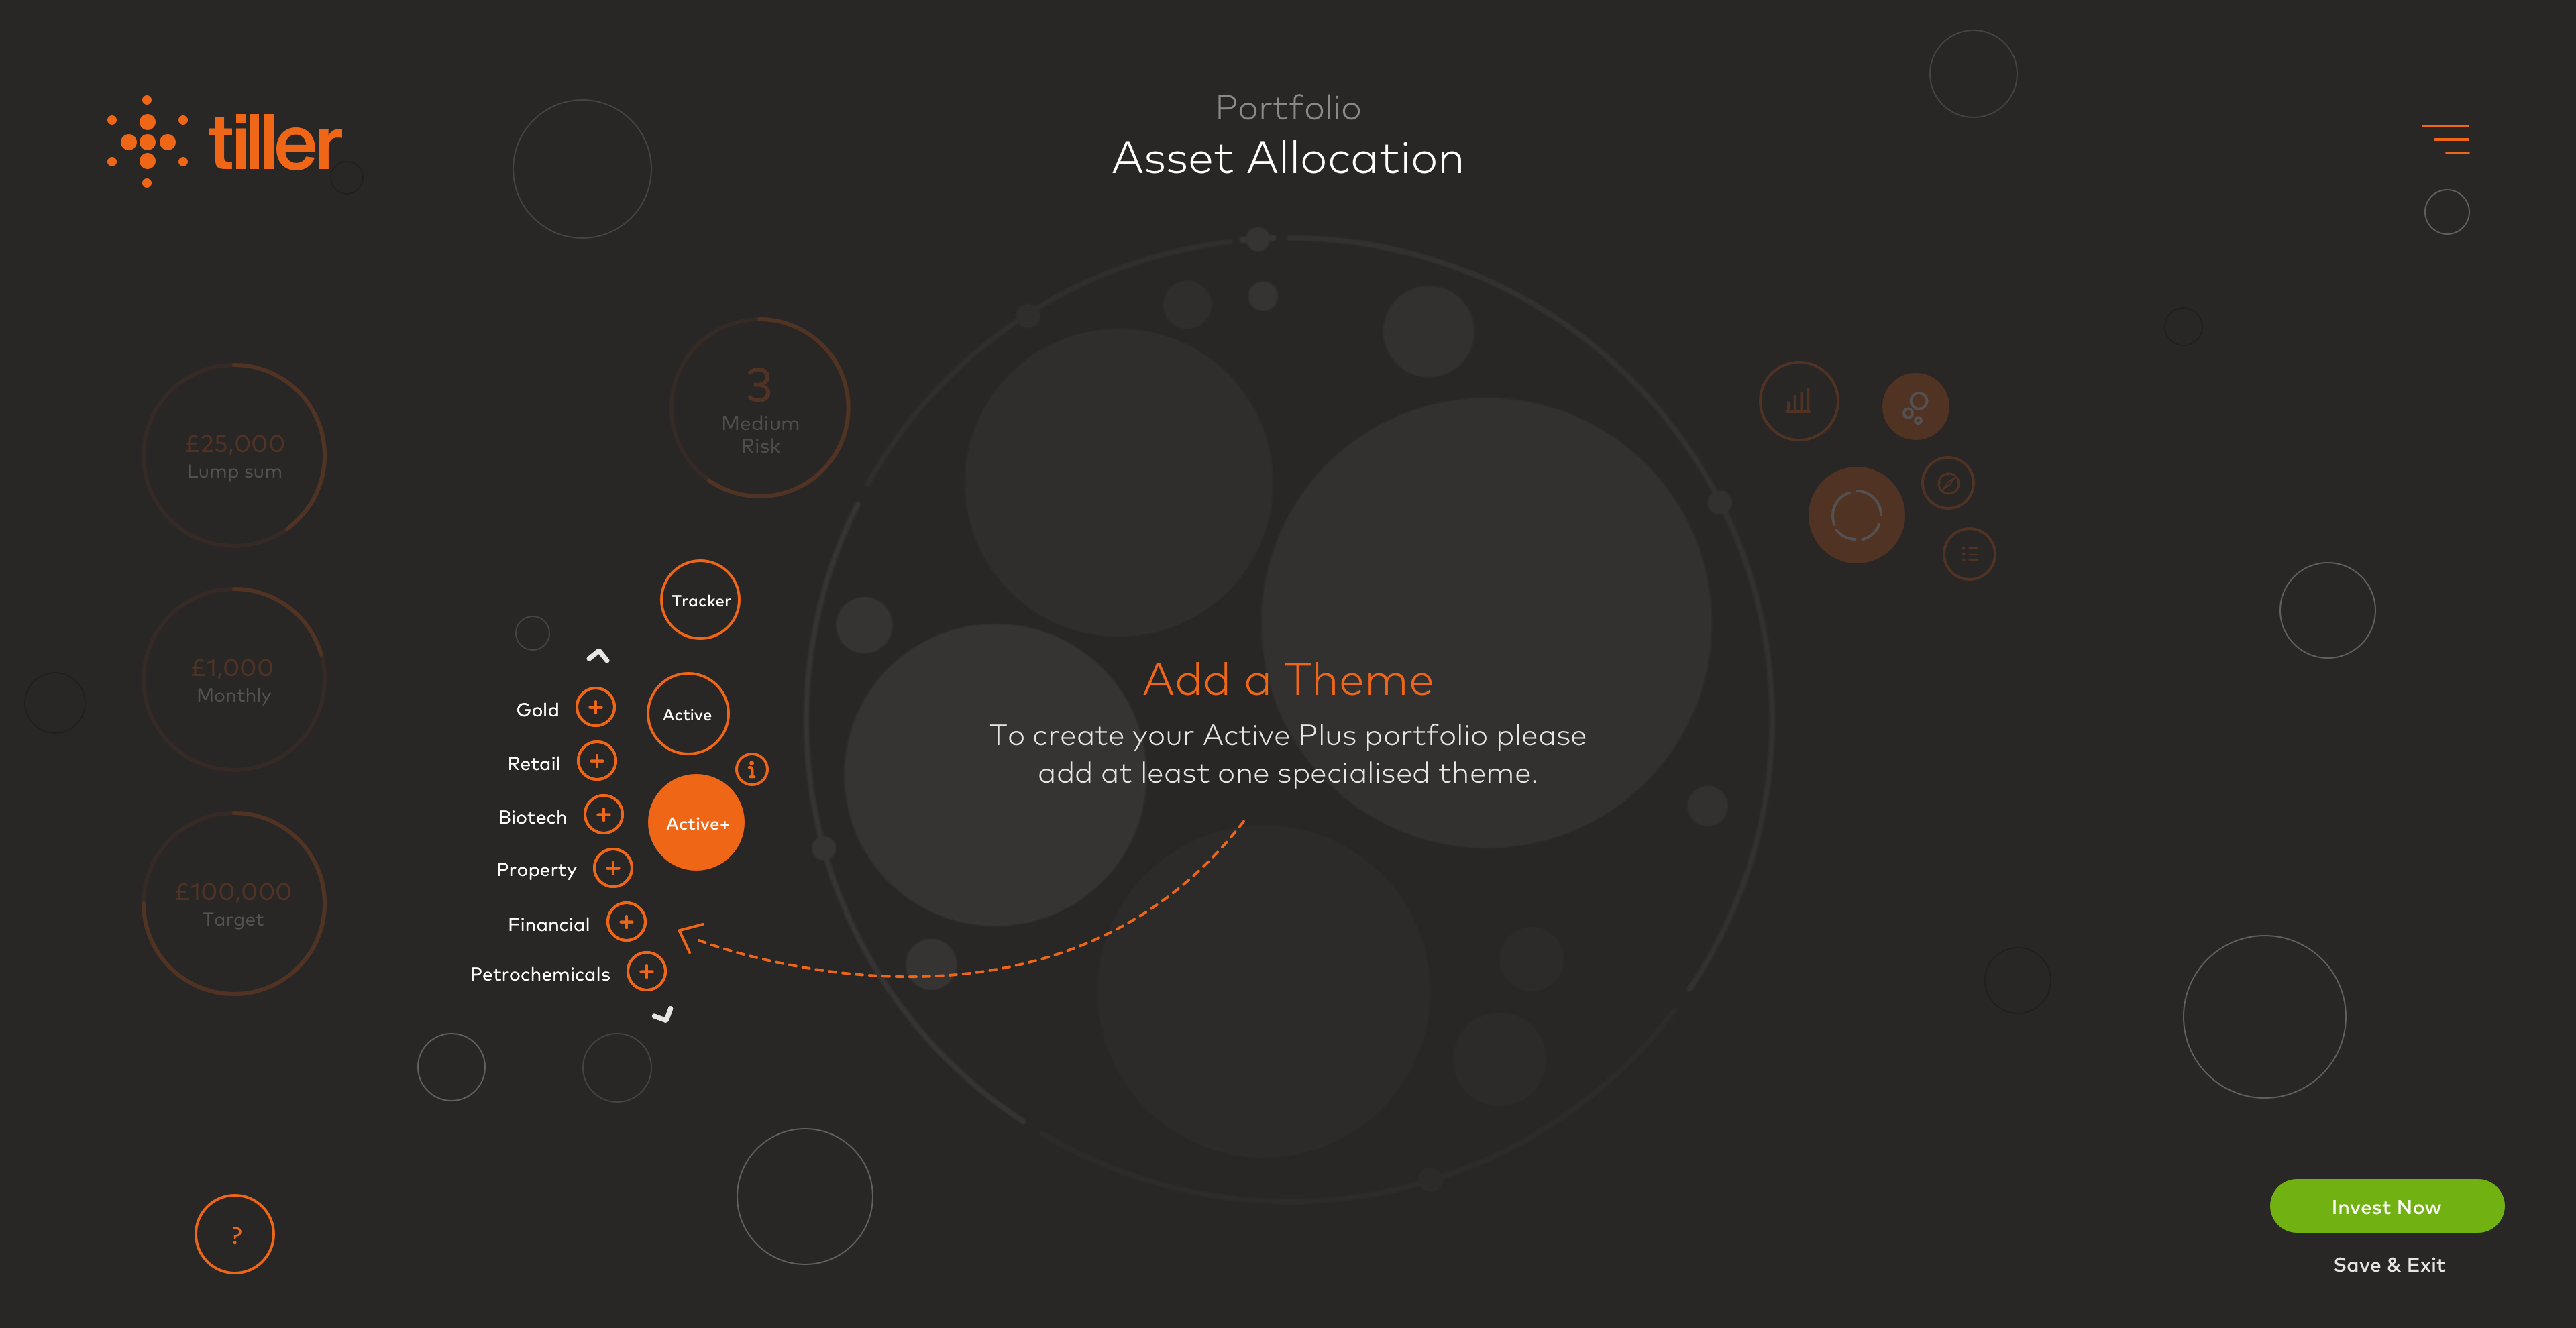 tiller
Portfolio
Asset Allocation
£25,000
Lump sum
£1,000
Monthly
£100,000
Target
3
Medium
Risk
Tracker
Active
i
Active+
Gold
Retail
Biotech
Property
Financial
Petrochemicals
Add a Theme
To create your Active Plus portfolio please
add at least one specialised theme.
?
Invest Now
Save & Exit